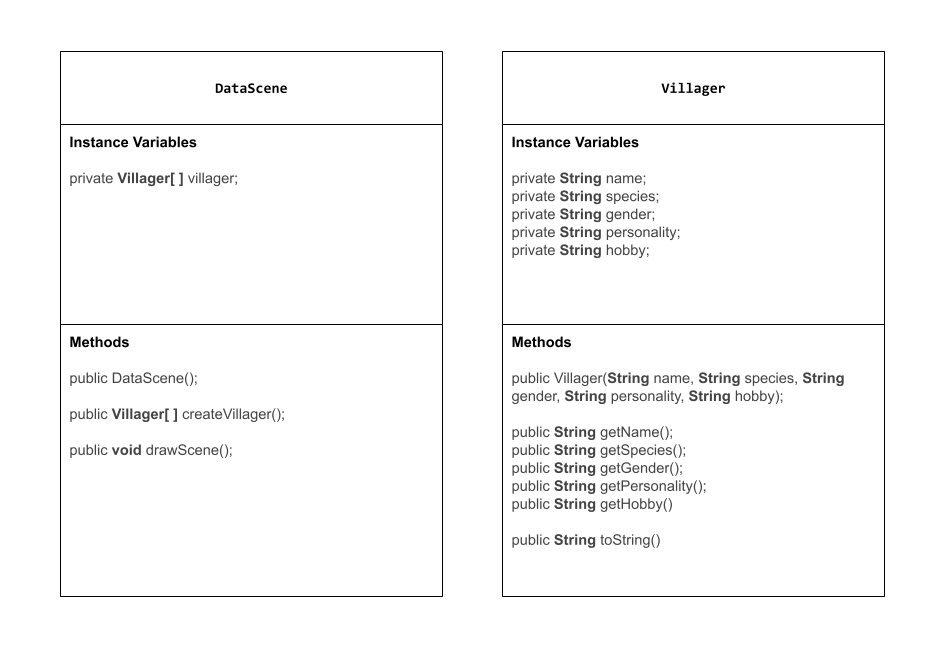 DataScene
Instance Variables
private Villager[ ] villager;
Methods
public DataScene();
public Villager[ ] createVillager();
public void drawScene();
Villager
Instance Variables
private String name;
private String species;
private String gender;
private String personality;
private String hobby;
Methods
public Villager(String name, String species, String
gender, String personality, String hobby);
public String getName();
public String getSpecies();
public String getGender();
public String getPersonality();
public String getHobby()
public String toString()